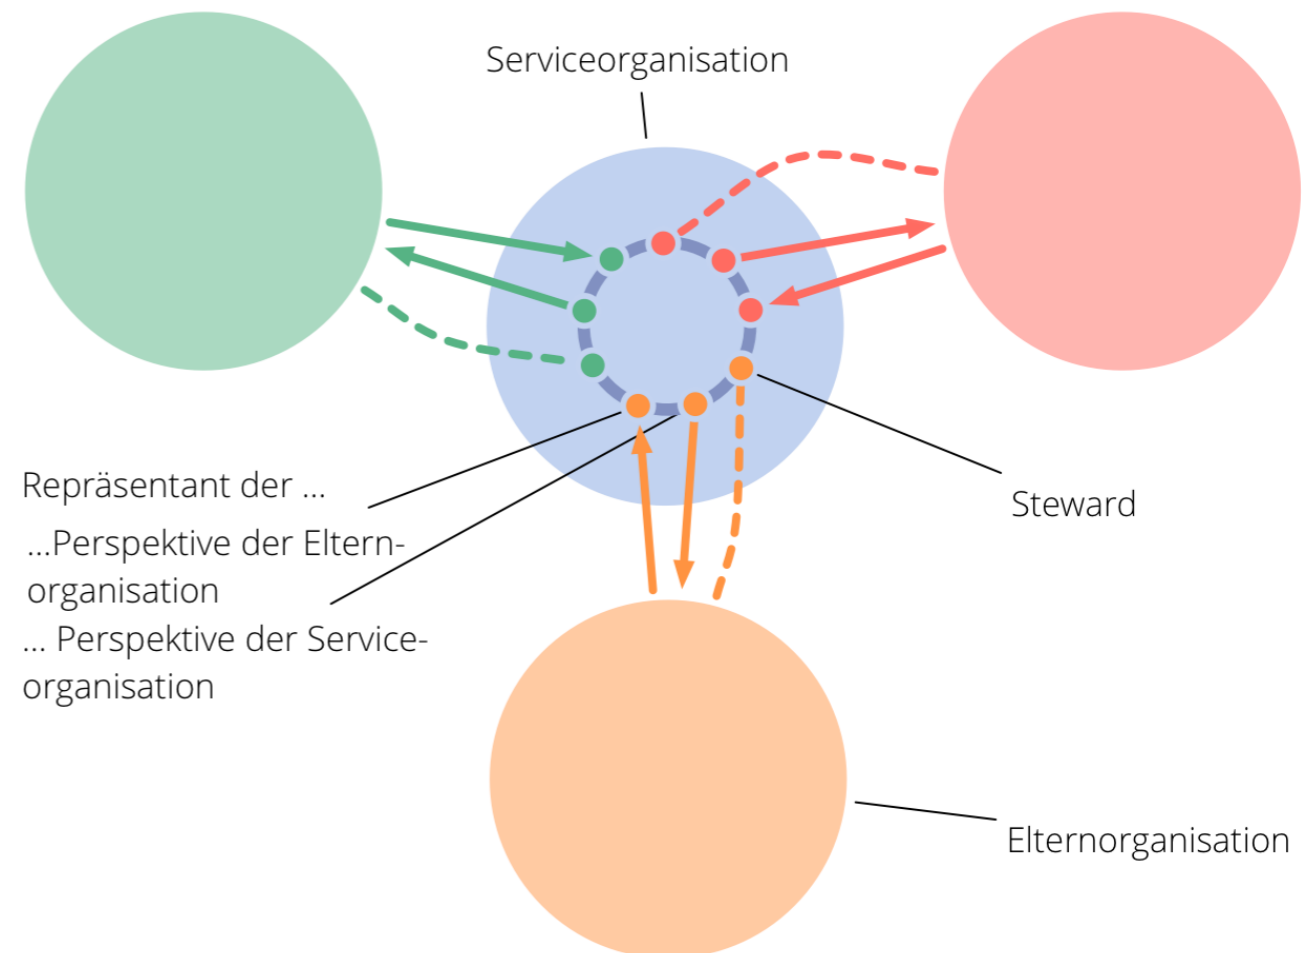 Serviceorganisation
Repräsentant der ...
...Perspektive der Eltern-
organisation
... Perspektive der Service-
organisation
Steward
Elternorganisation